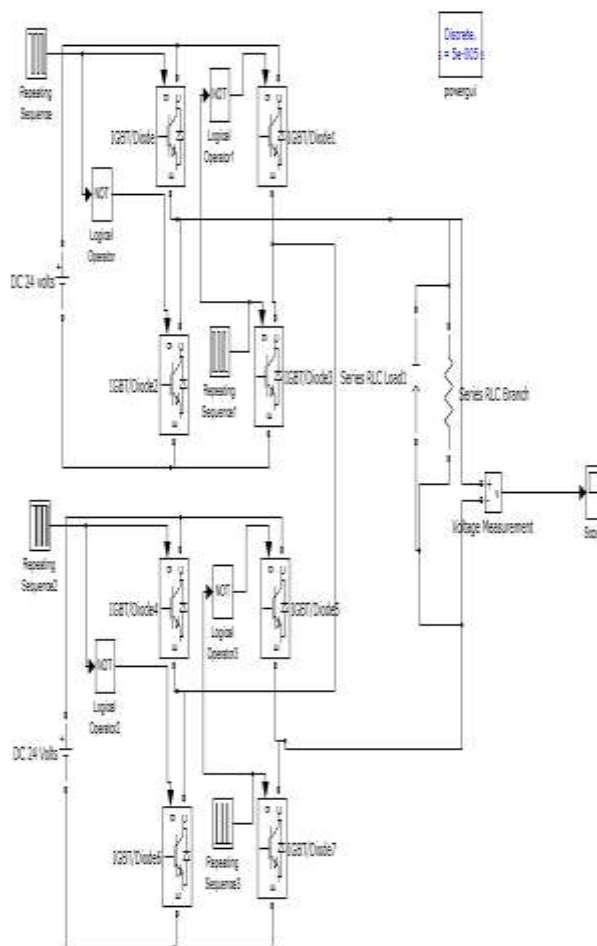 Discrete,
s = 5e-005 s
powergui
Repeating
Sequence
IGBT/Diode
NOT
Logical
Operator1
IGBT/Diode1
NOT
Logical
Operator
DC 24 volts
+
IGBT/Diode2
Repeating
Sequence1
IGBT/Diode3
Series RLC Load1
Series RLC Branch
+
-
v
Voltage Measurement
Repeating
Sequence2
IGBT/Diode4
NOT
Logical
Operator3
IGBT/Diode5
NOT
Logical
Operator2
DC 24 Volts
+
IGBT/Diode6
Repeating
Sequence3
IGBT/Diode7